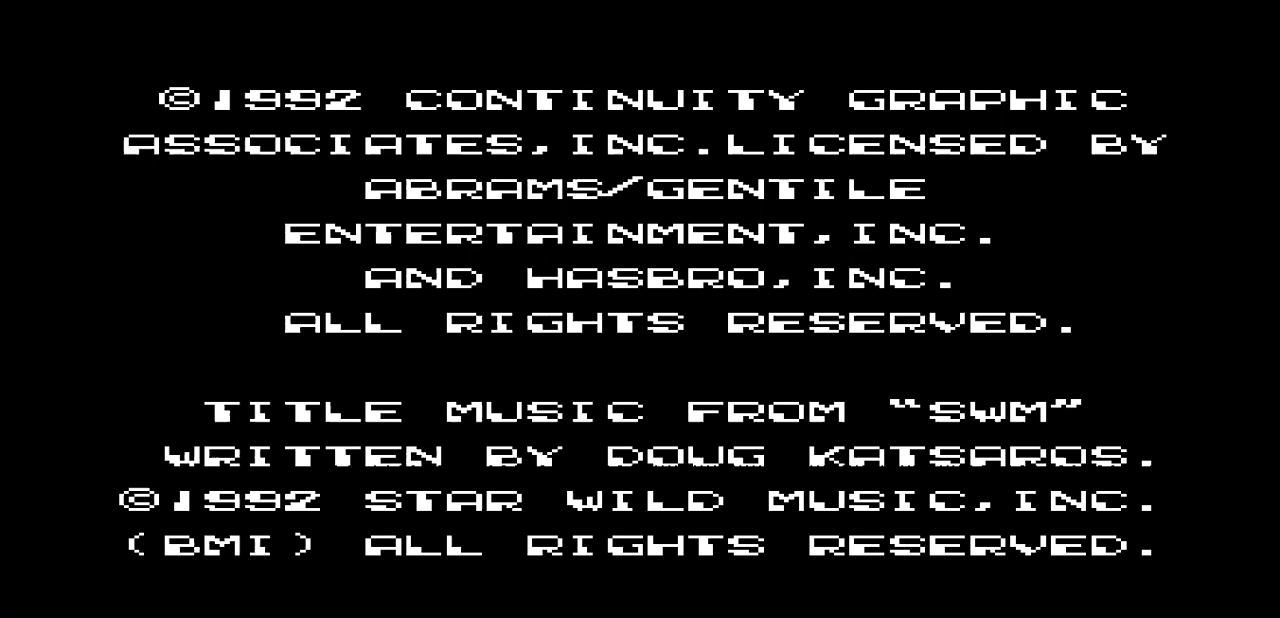 ©1992 CONTINUITY GRAPHIC
ASSOCIATES,INC.LICENSED BY
ABRAMS/GENTILE
ENTERTAINMENT,INC.
AND HASBRO,INC.
ALL RIGHTS RESERVED.
TITLE MUSIC FROM “SWM”
WRITTEN BY DOUG KATSAROS.
©1992 STAR WILD MUSIC,INC.
(BMI) ALL RIGHTS RESERVED.